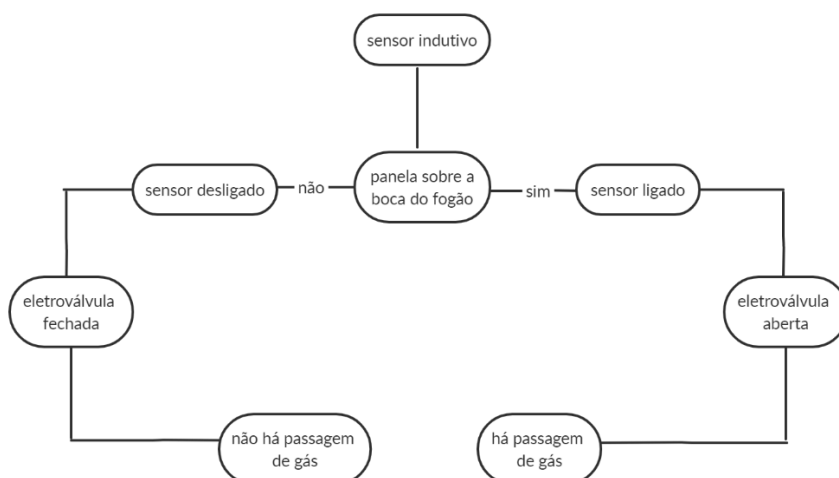 sensor indutivo
sensor desligado
não
panela sobre a
boca do fogão
sim
sensor ligado
eletroválvula
fechada
eletroválvula
aberta
não há passagem
de gás
há passagem
de gás